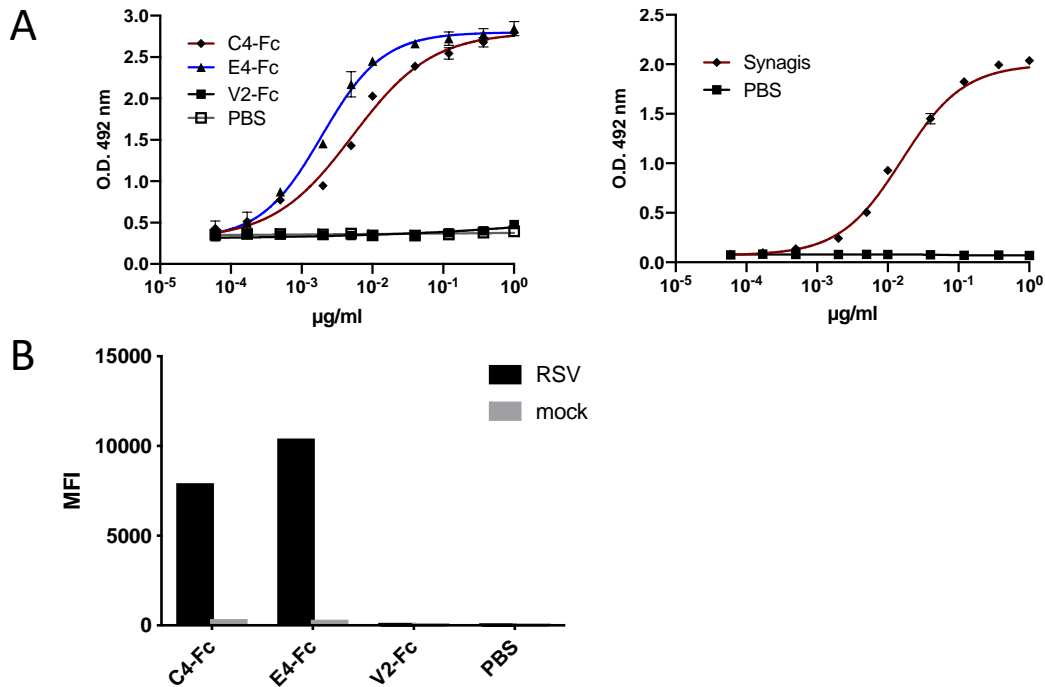 A
O.D. 492 nm
3.0
2.5
2.0
1.5
1.0
0.5
0.0
C4-Fc
E4-Fc
V2-Fc
PBS
10⁻⁵ 10⁻⁴ 10⁻³ 10⁻² 10⁻¹ 10⁰
µg/ml
O.D. 492 nm
2.5
2.0
1.5
1.0
0.5
0.0
Synagis
PBS
10⁻⁵ 10⁻⁴ 10⁻³ 10⁻² 10⁻¹ 10⁰
µg/ml
B
MFI
15000
10000
5000
0
RSV
mock
C4-Fc E4-Fc V2-Fc PBS